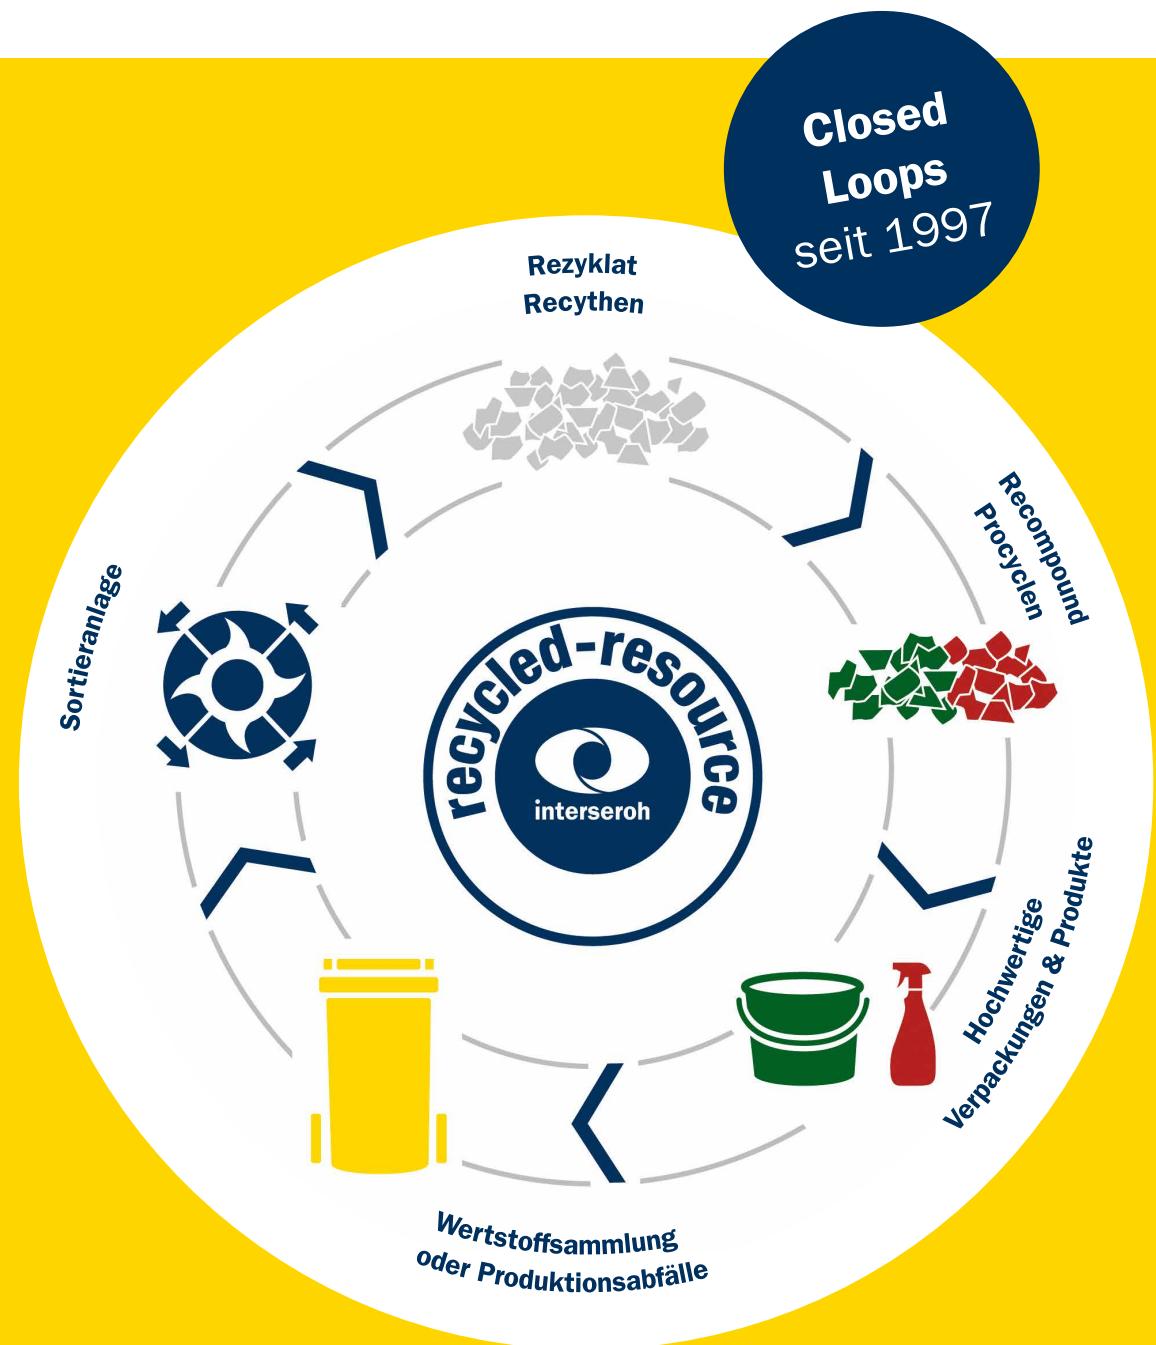 Closed
Loops
seit 1997
Rezyklat
Recythen
Recompound
Procyclen
Sortieranlage
recycled-resource
interseroh
Hochwertige
Verpackungen & Produkte
Wertstoffsammlung
oder Produktionsabfälle